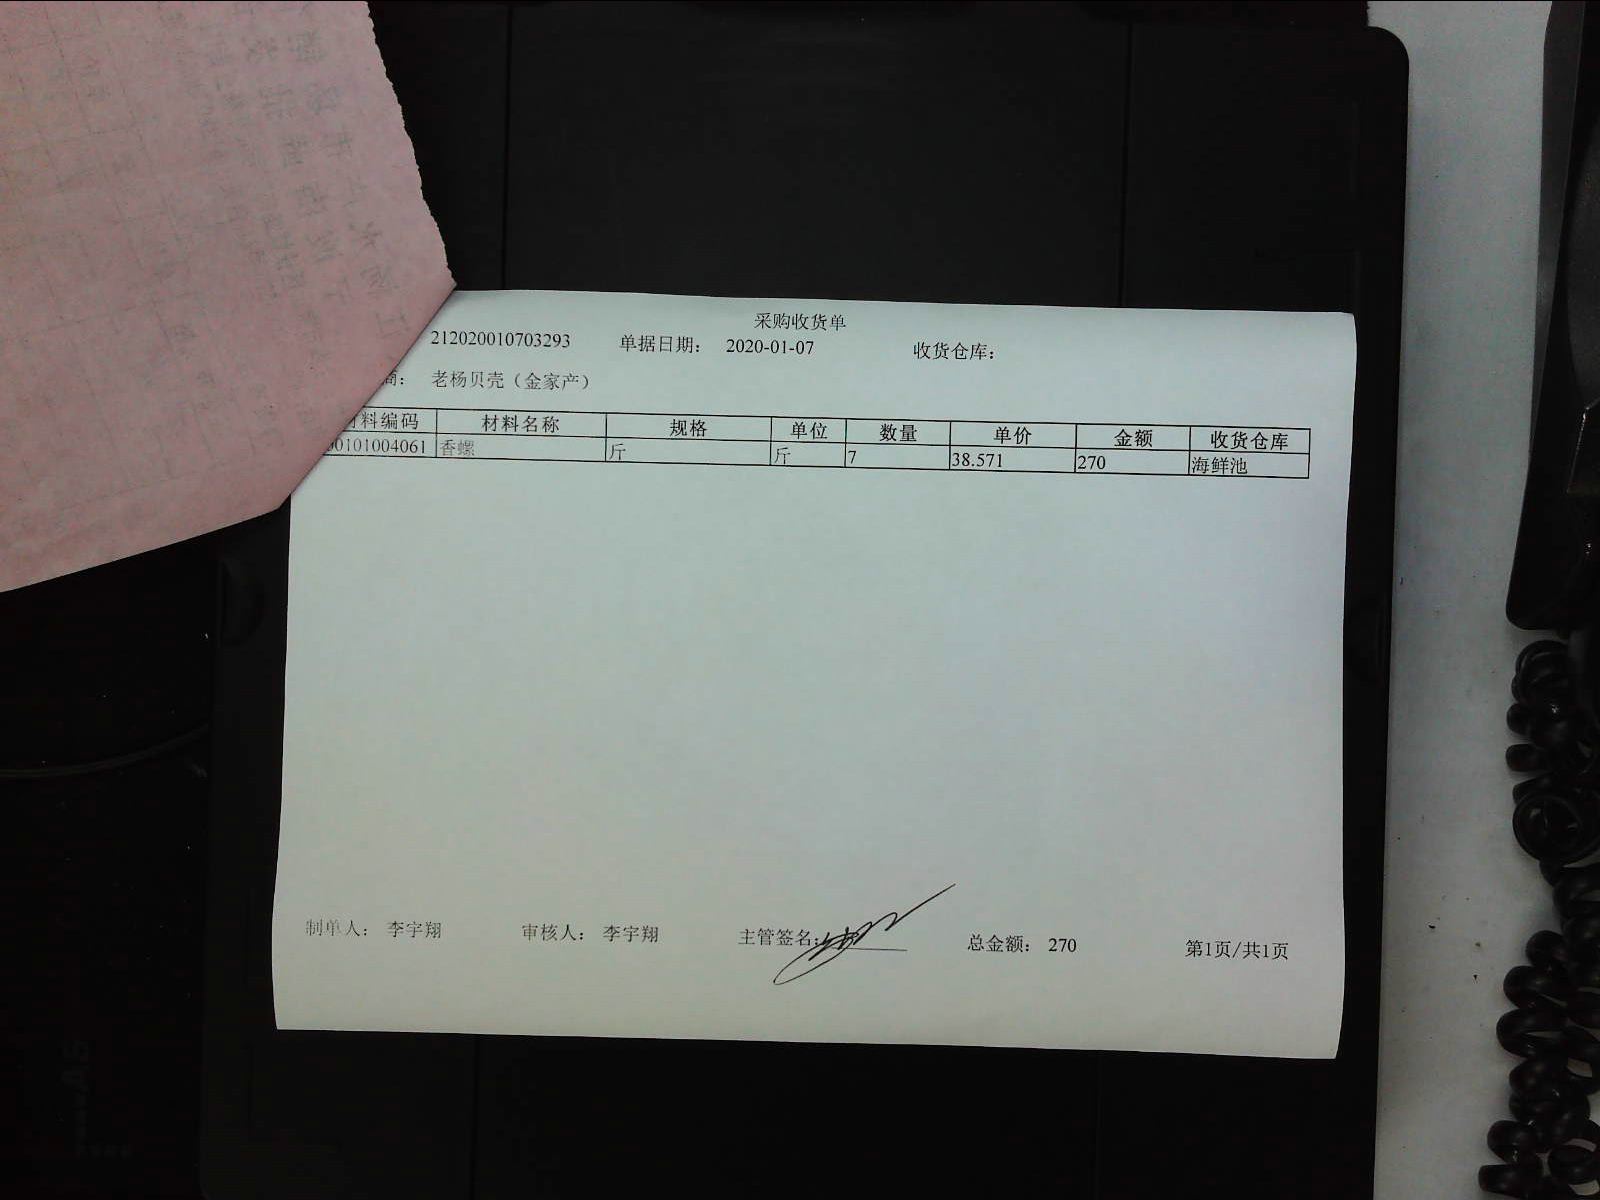 采购收货单
212020010703293 单据日期： 2020-01-07 收货仓库：
商： 老杨贝壳（金家产）
材料编码 材料名称 规格 单位 数量 单价 金额 收货仓库
00101004061 香螺 斤 斤 7 38.571 270 海鲜池
制单人： 李宇翔 审核人： 李宇翔 主管签名： 总金额： 270 第1页/共1页